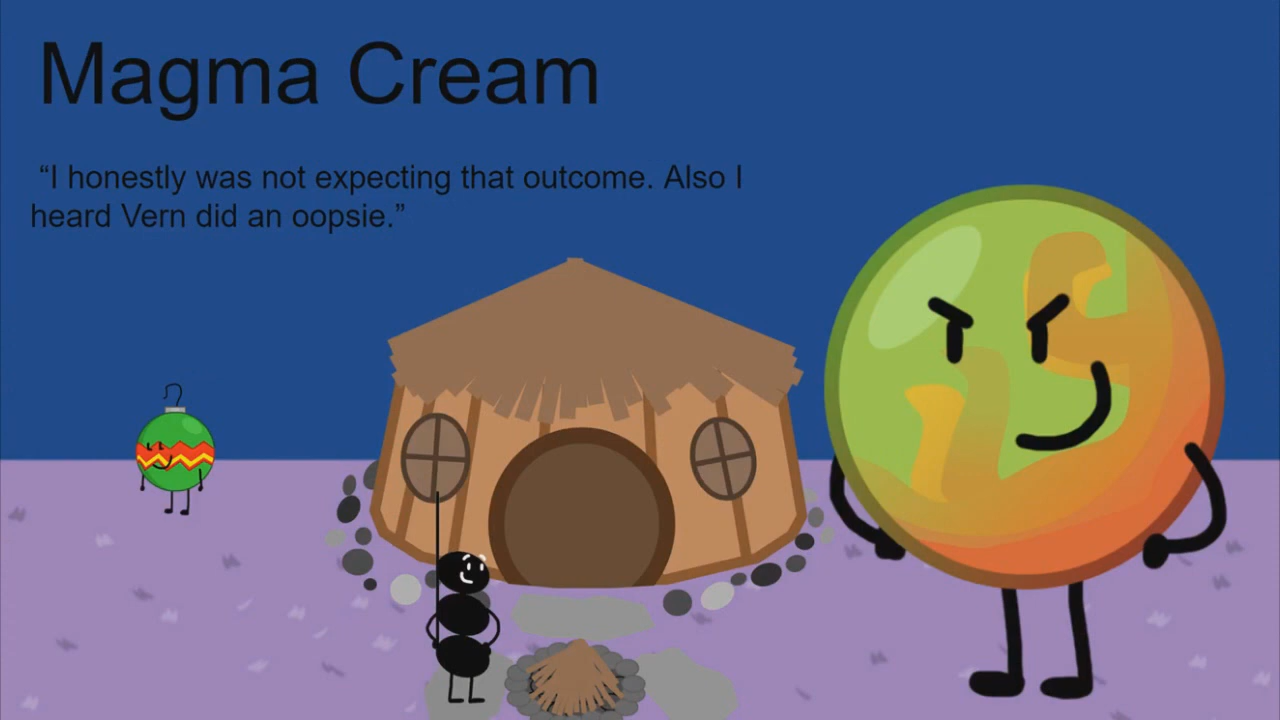 Magma Cream
“I honestly was not expecting that outcome. Also I
heard Vern did an oopsie.”